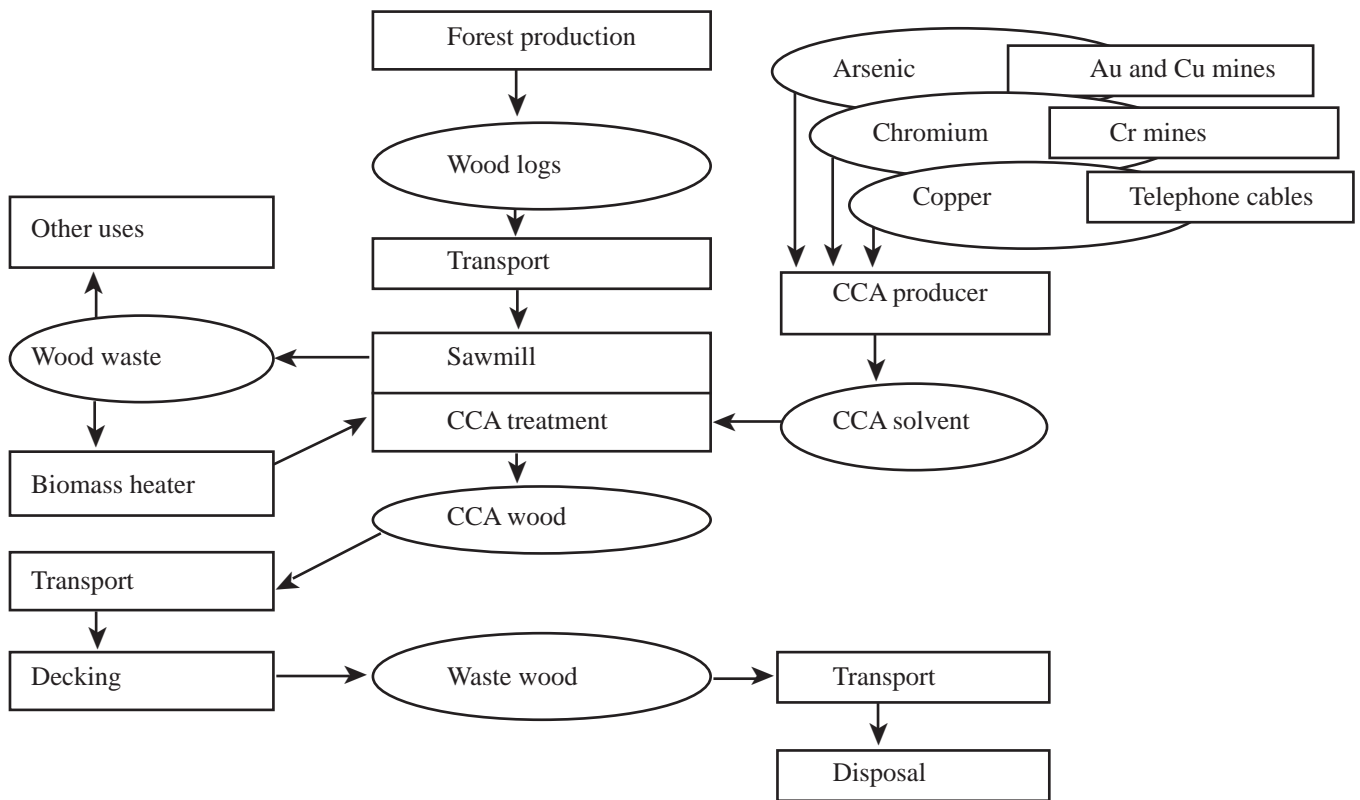 Forest production
Arsenic
Au and Cu mines
Chromium
Cr mines
Wood logs
Copper
Telephone cables
Other uses
Transport
CCA producer
Wood waste
Sawmill
CCA treatment
CCA solvent
Biomass heater
CCA wood
Transport
Decking
Waste wood
Transport
Disposal